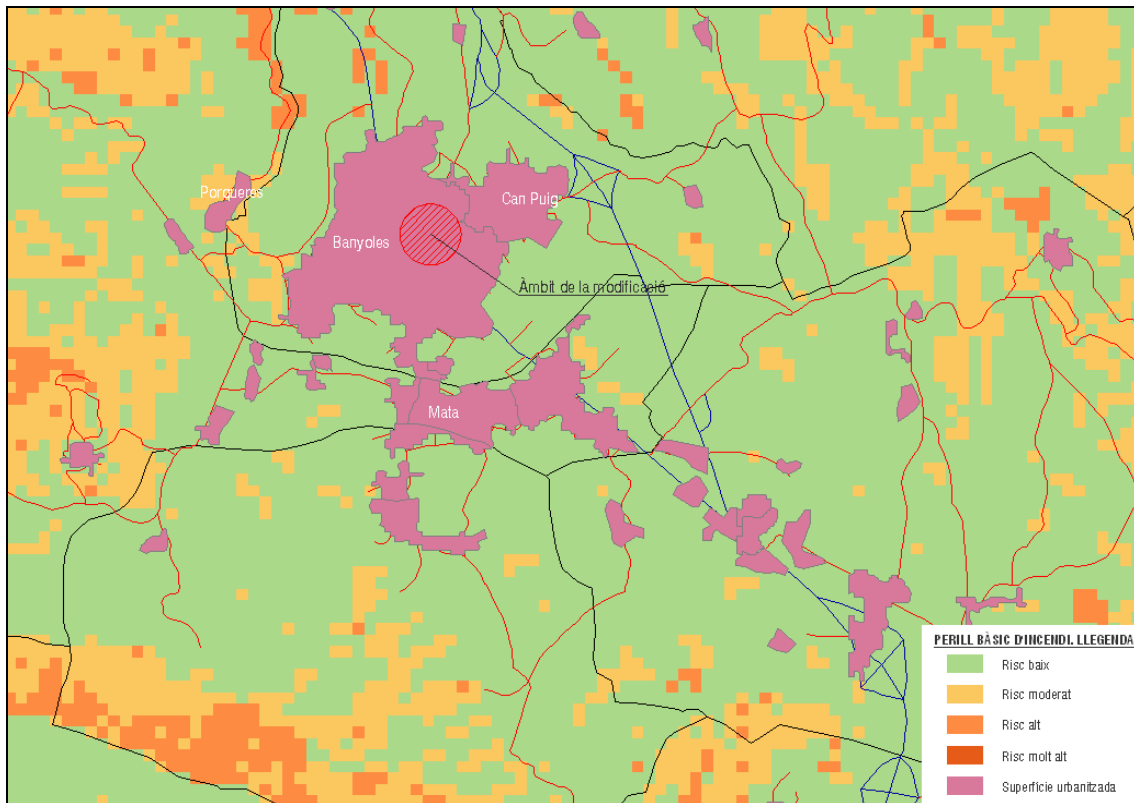 Porqueres
Can Puig
Banyoles
Àmbit de la modificació
Mata
PERILL BÀSIC D'INCENDI. LLEGENDA
Risc baix
Risc moderat
Risc alt
Risc molt alt
Superfície urbanitzada